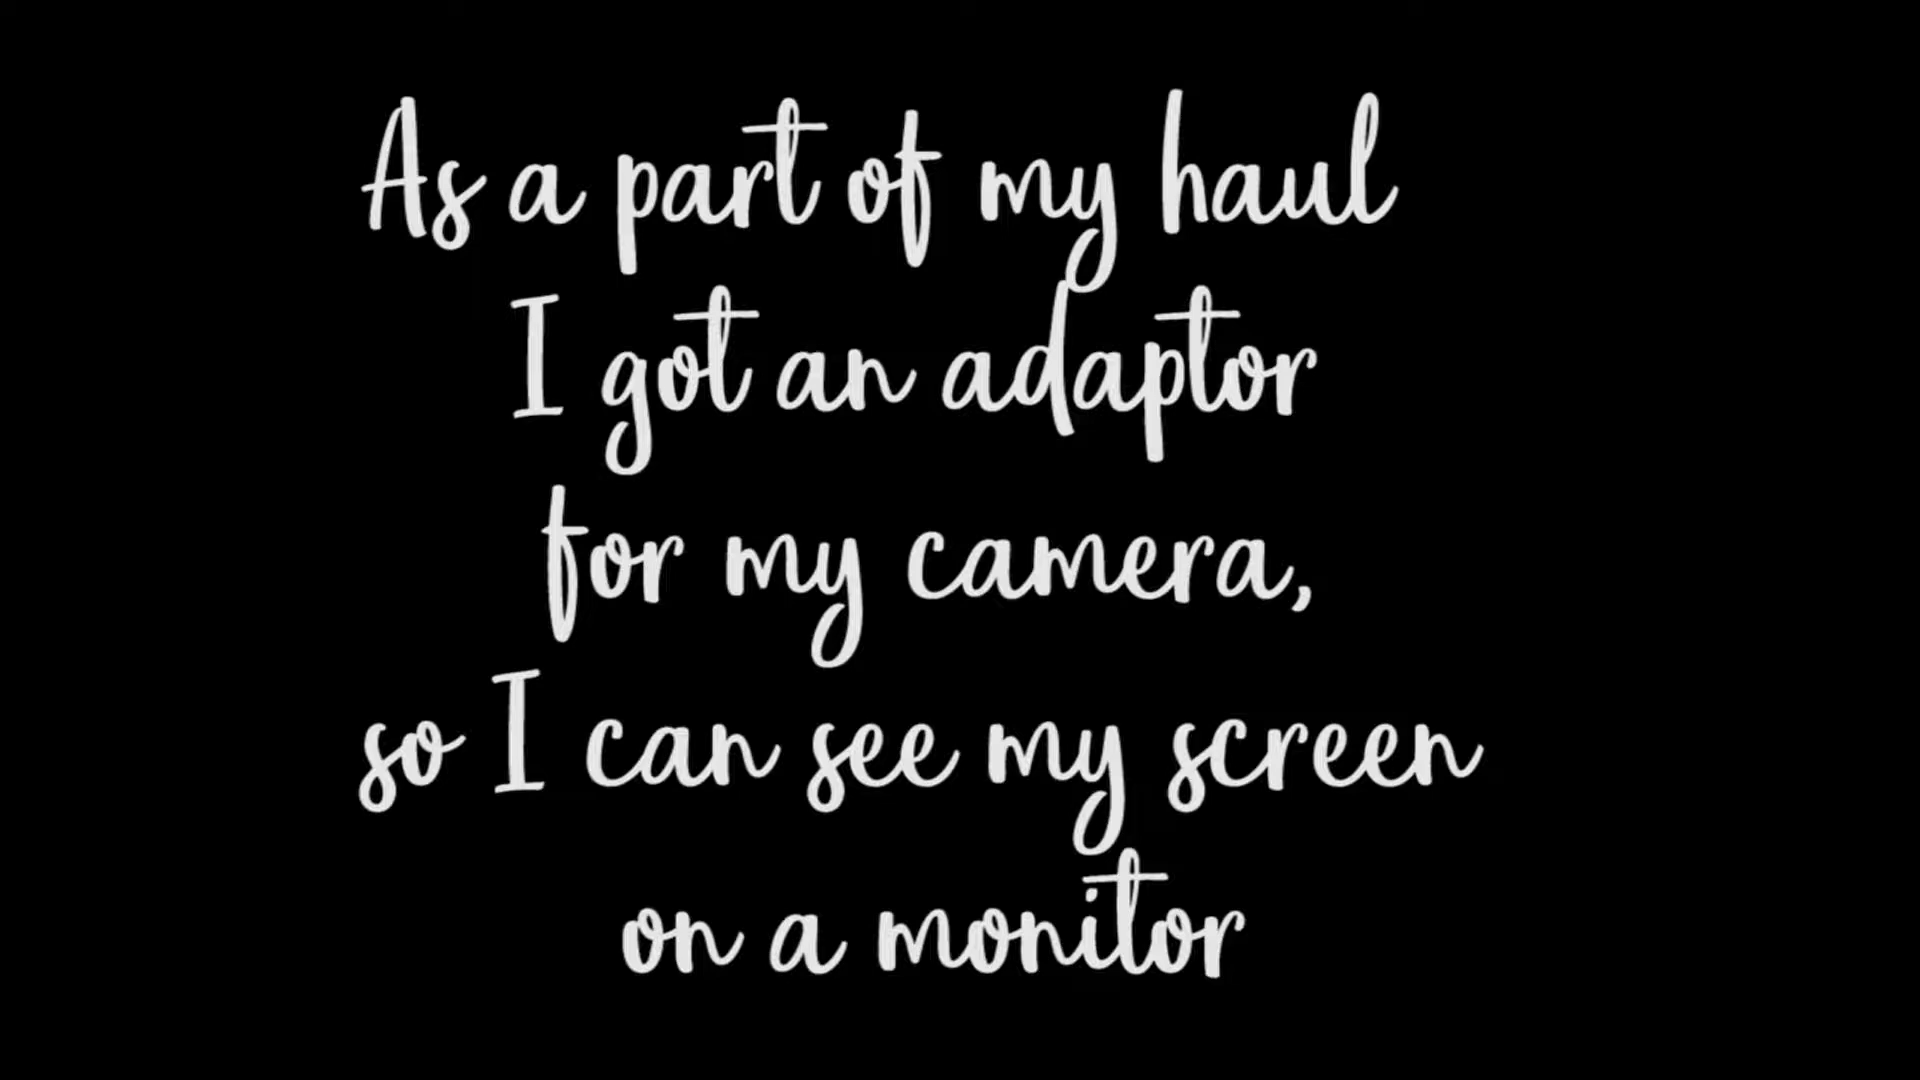 As a part of my haul
I got an adaptor
for my camera,
so I can see my screen
on a monitor